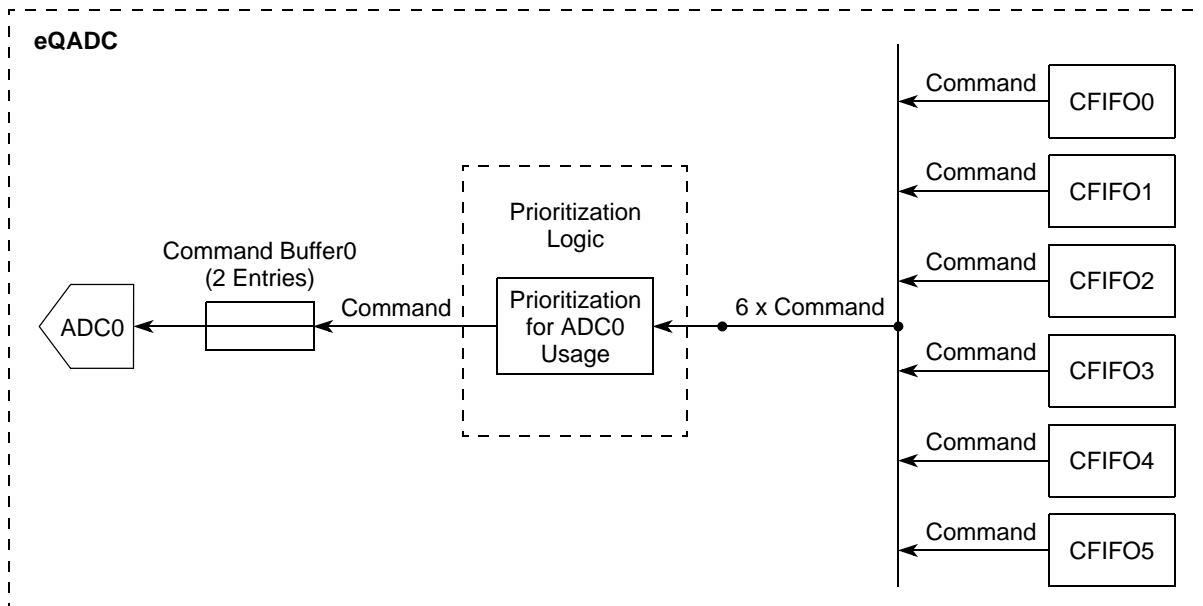 eQADC
Command
CFIFO0
Command
CFIFO1
Prioritization
Logic
Command Buffer0
(2 Entries)
Command
CFIFO2
ADC0
Command
Prioritization
for ADC0
Usage
6 x Command
Command
CFIFO3
Command
CFIFO4
Command
CFIFO5